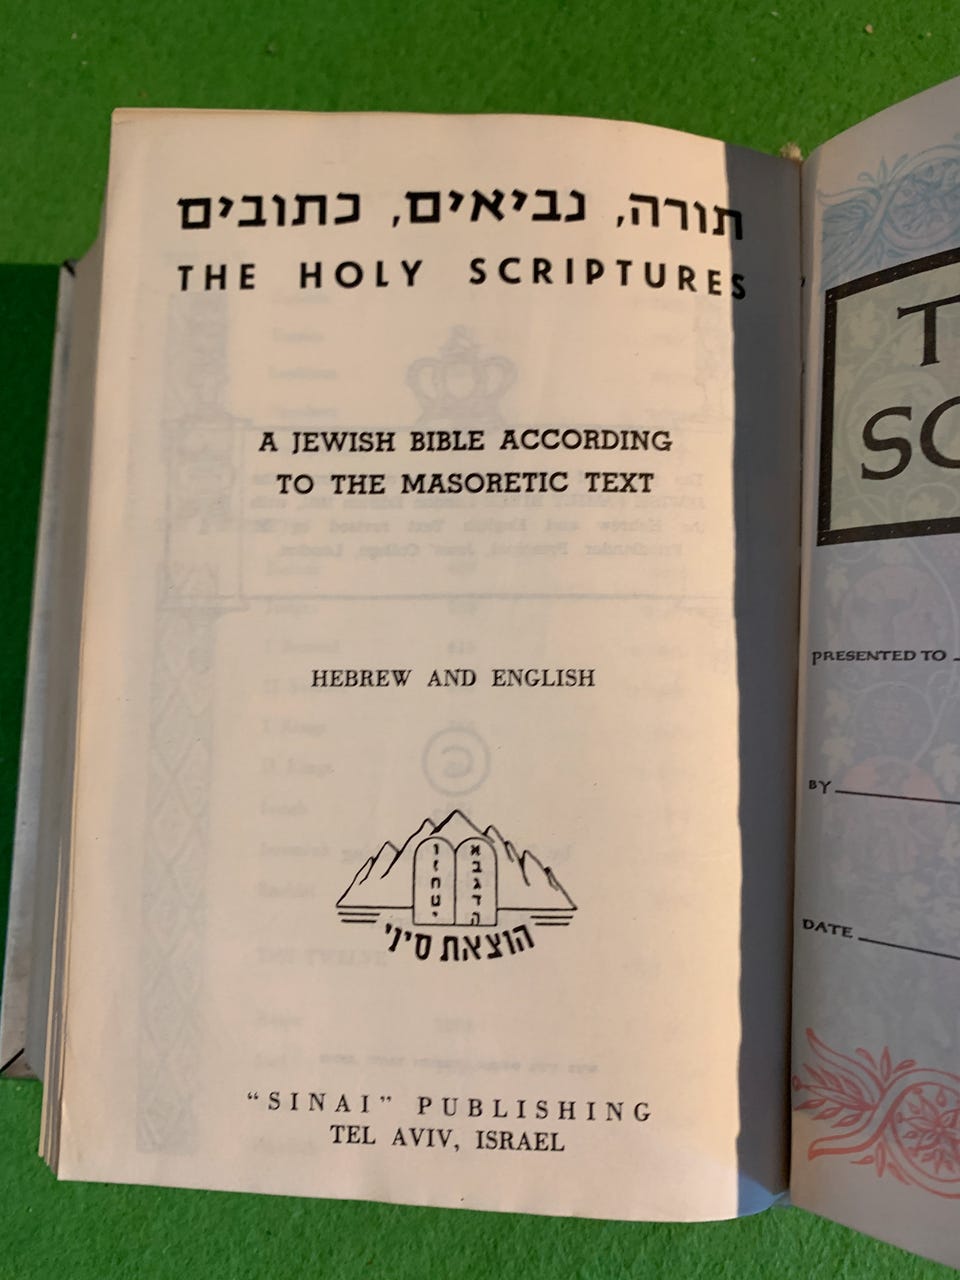 תורה, נביאים, כתובים
THE HOLY SCRIPTURES
A JEWISH BIBLE ACCORDING
TO THE MASORETIC TEXT
HEBREW AND ENGLISH
ו א
ז ב
ח ג
ט ד
י ה
הוצאת סיני
"SINAI" PUBLISHING
TEL AVIV, ISRAEL
PRESENTED TO
BY
DATE